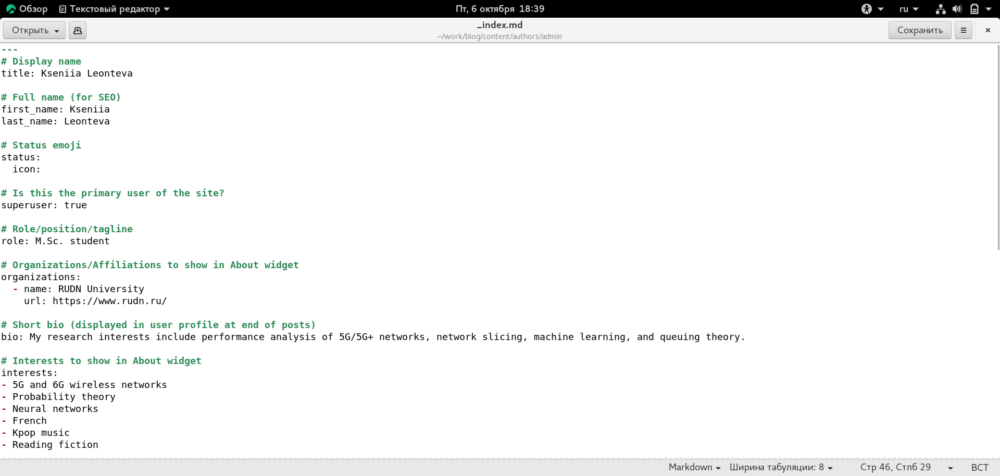 Обзор Текстовый редактор Пт, 6 октября 18:39 ru
Открыть _index.md Сохранить
~/work/blog/content/authors/admin
---
# Display name
title: Kseniia Leonteva

# Full name (for SEO)
first_name: Kseniia
last_name: Leonteva

# Status emoji
status:
  icon:

# Is this the primary user of the site?
superuser: true

# Role/position/tagline
role: M.Sc. student

# Organizations/Affiliations to show in About widget
organizations:
  - name: RUDN University
    url: https://www.rudn.ru/

# Short bio (displayed in user profile at end of posts)
bio: My research interests include performance analysis of 5G/5G+ networks, network slicing, machine learning, and queuing theory.

# Interests to show in About widget
interests:
- 5G and 6G wireless networks
- Probability theory
- Neural networks
- French
- Kpop music
- Reading fiction
Markdown Ширина табуляции: 8 Стр 46, Стлб 29 ВСТ